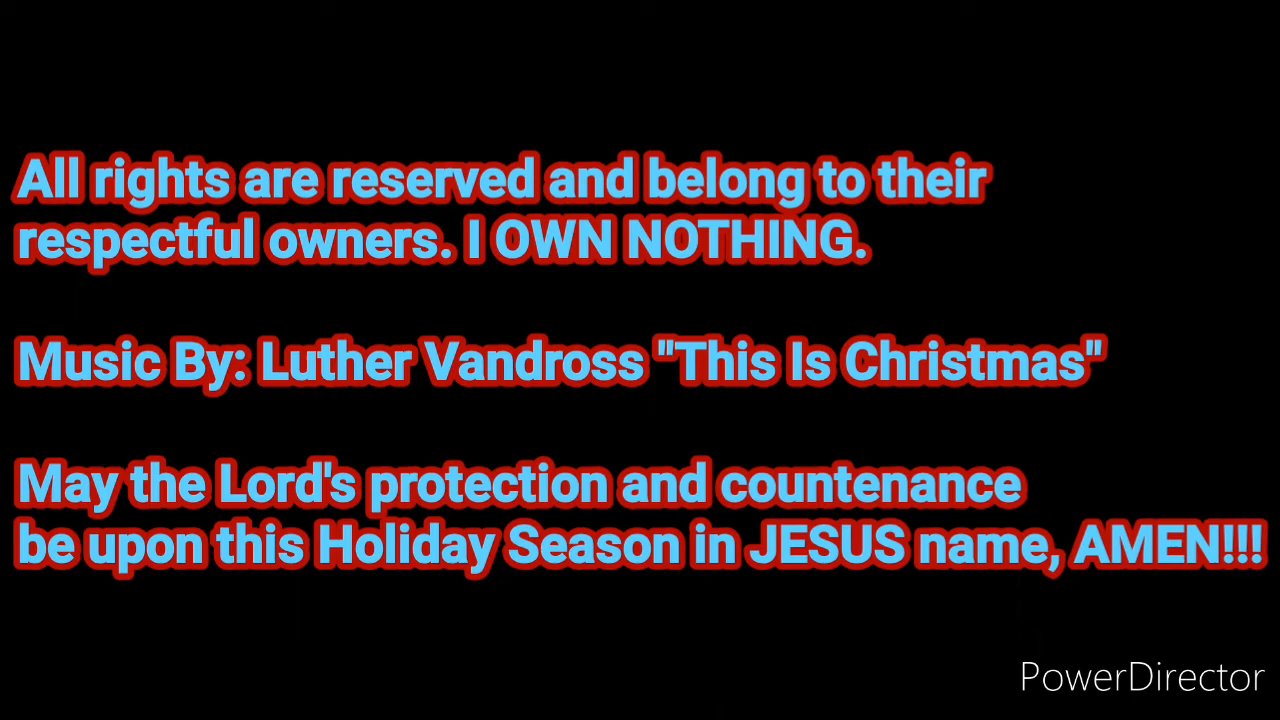 All rights are reserved and belong to their
respectful owners. I OWN NOTHING.
Music By: Luther Vandross "This Is Christmas"
May the Lord's protection and countenance
be upon this Holiday Season in JESUS name, AMEN!!!
PowerDirector